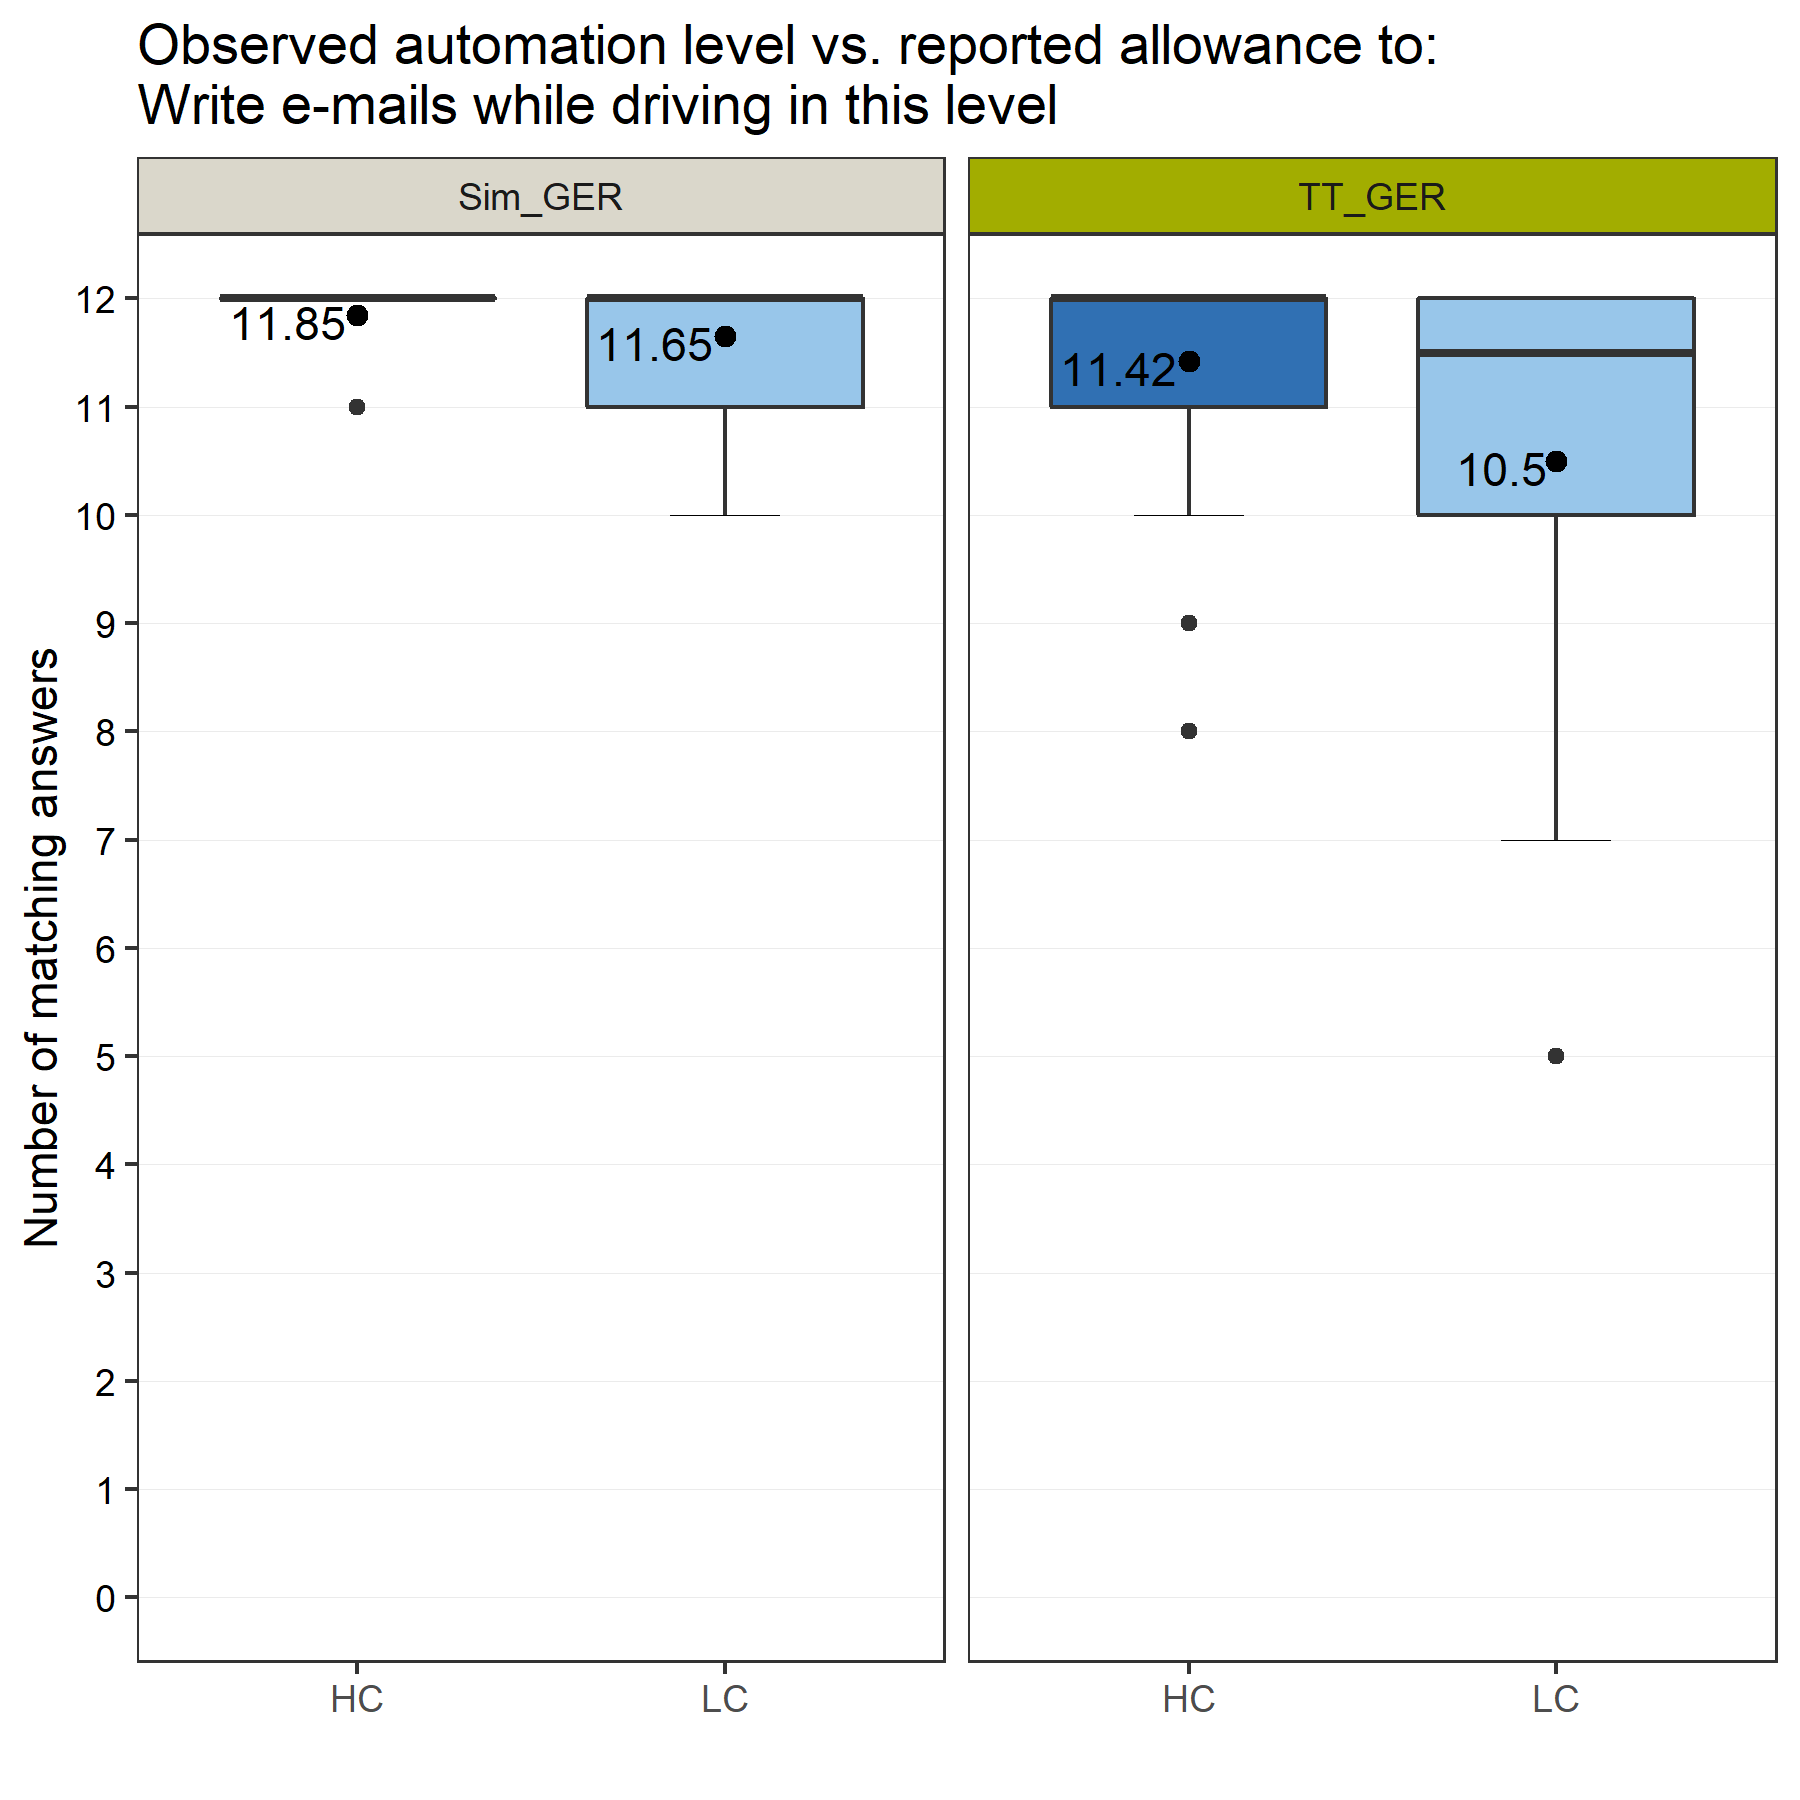 Observed automation level vs. reported allowance to:
Write e-mails while driving in this level
Sim_GER
TT_GER
Number of matching answers
12
11
10
9
8
7
6
5
4
3
2
1
0
11.85
11.65
11.42
10.5
HC
LC
HC
LC